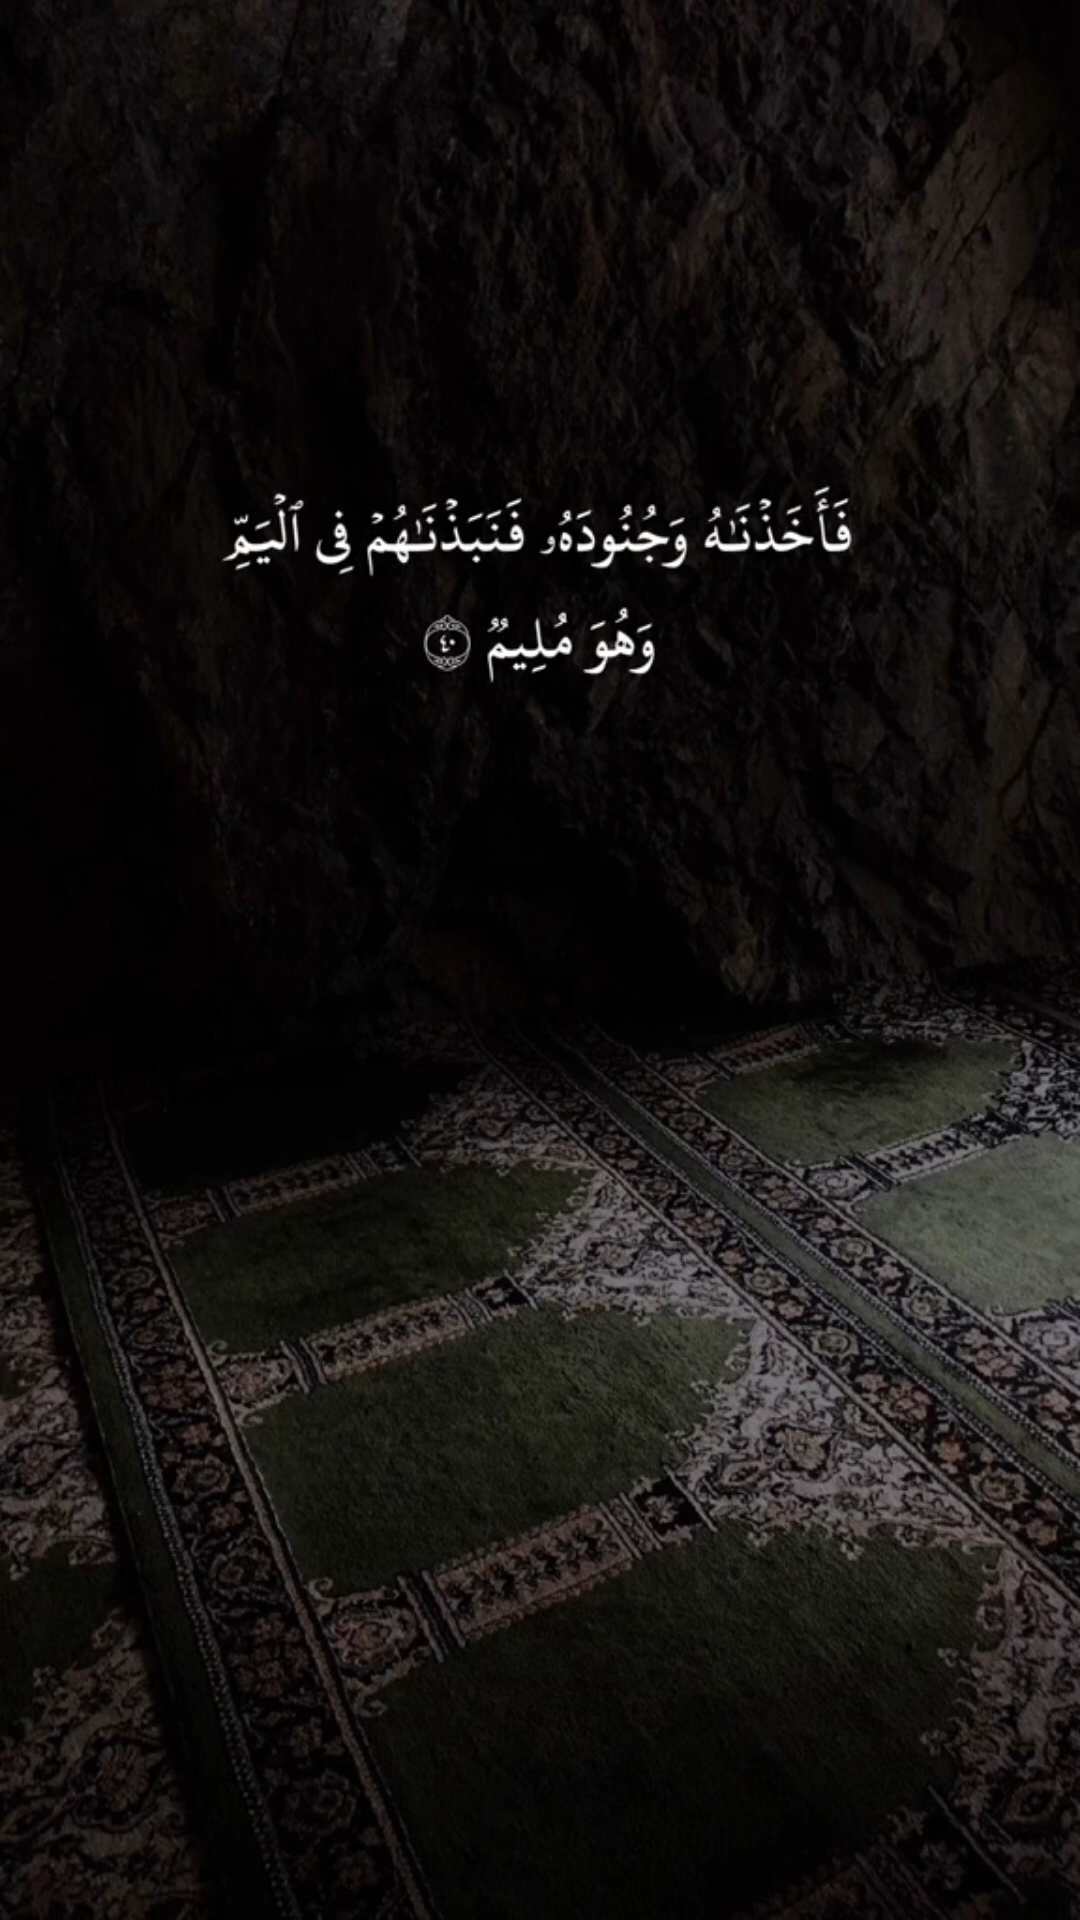 فَأَخَذْنَـٰهُ وَجُنُودَهُۥ فَنَبَذْنَـٰهُمْ فِى ٱلْيَمِّ
وَهُوَ مُلِيمٌۭ ٤٠